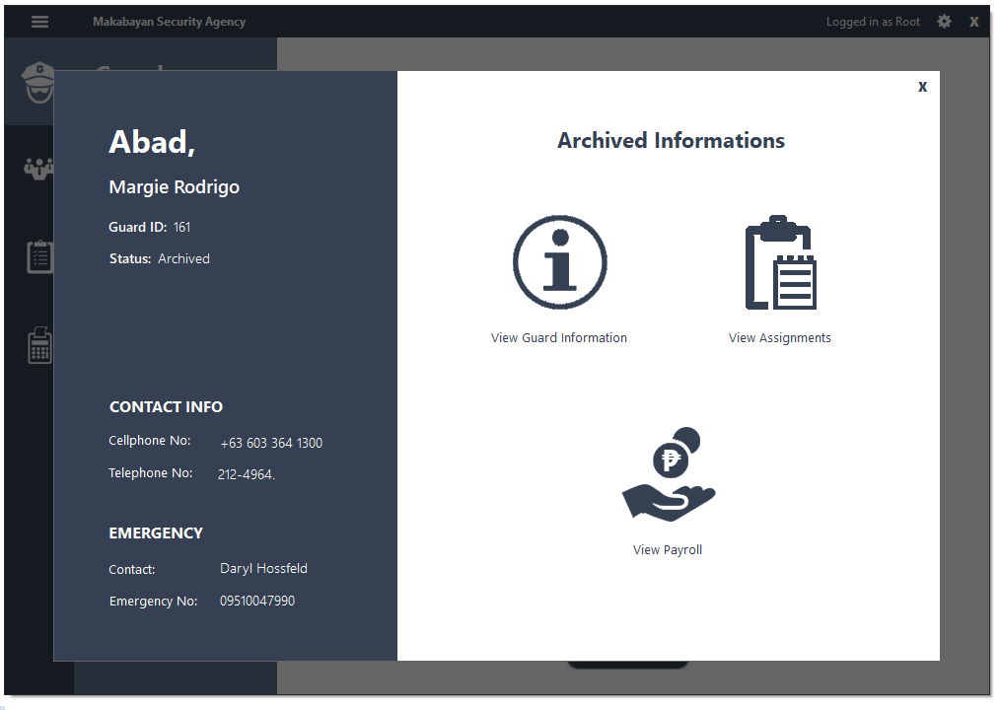 Makabayan Security Agency
Logged in as Root
X
X
Abad,
Margie Rodrigo
Guard ID: 161
Status: Archived
CONTACT INFO
Cellphone No: +63 603 364 1300
Telephone No: 212-4964.
EMERGENCY
Contact: Daryl Hossfeld
Emergency No: 09510047990
Archived Informations
View Guard Information
View Assignments
View Payroll